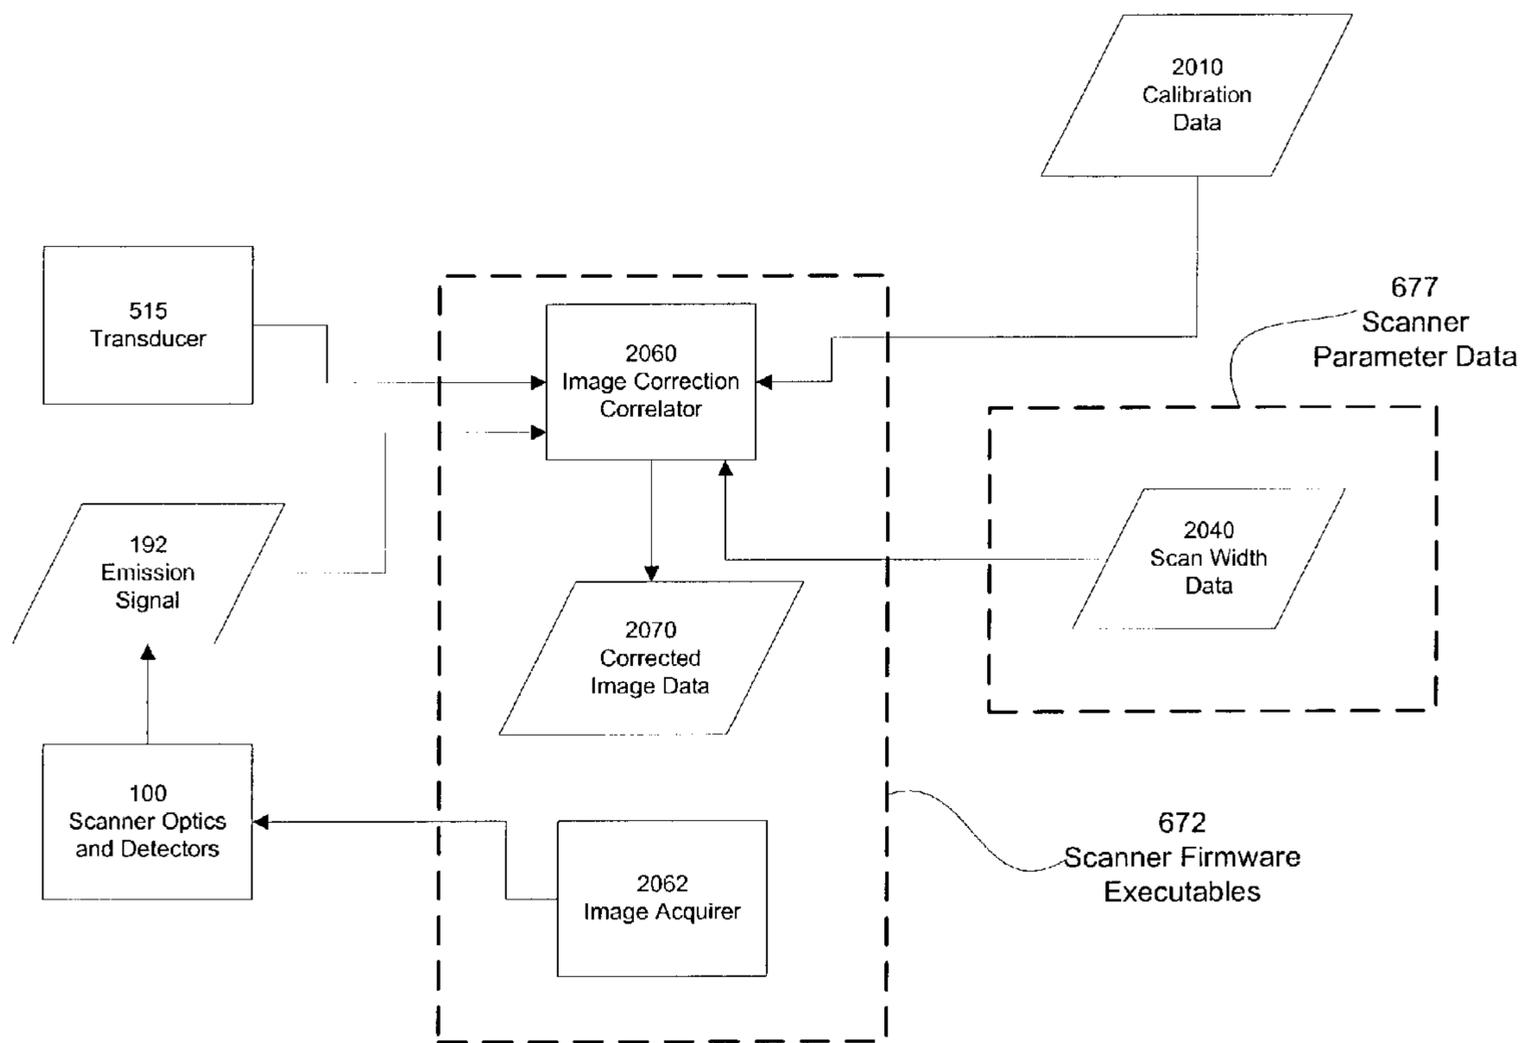 2010
Calibration
Data
515
Transducer
677
Scanner
Parameter Data
2060
Image Correction
Correlator
192
Emission
Signal
2040
Scan Width
Data
2070
Corrected
Image Data
100
Scanner Optics
and Detectors
672
Scanner Firmware
Executables
2062
Image Acquirer